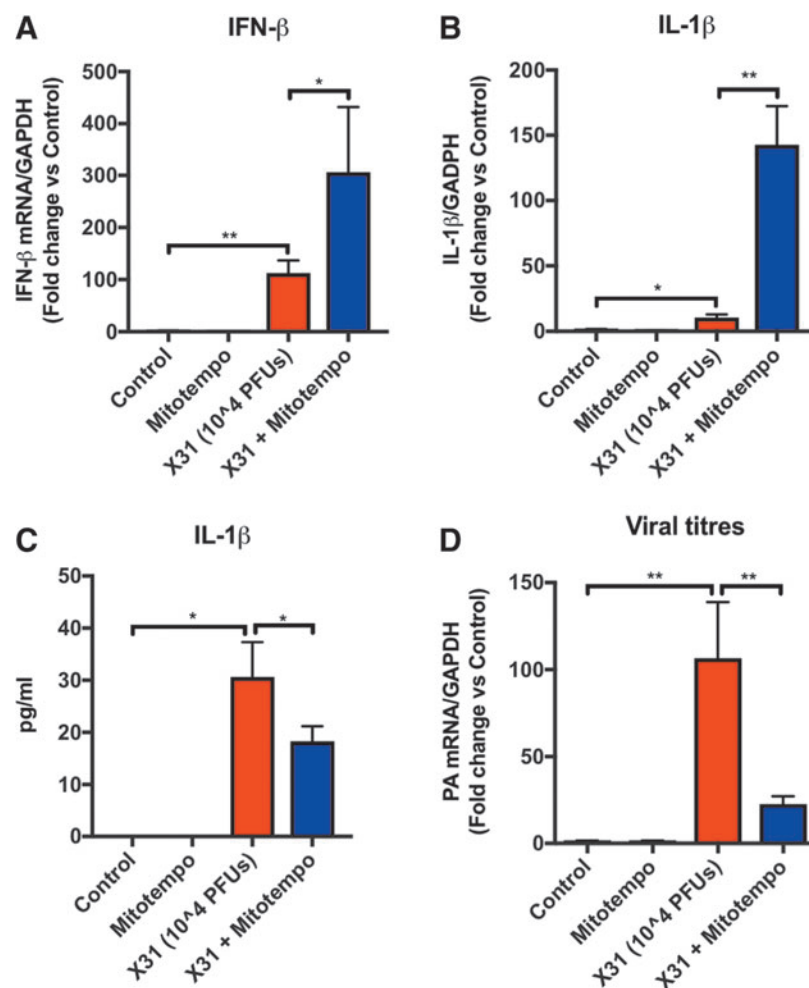 A
IFN-β
IFN-β mRNA/GAPDH
(Fold change vs Control)
500
400
300
200
100
0
**
*
Control
Mitotempo
X31 (10^4 PFUs)
X31 + Mitotempo
B
IL-1β
IL-1β/GADPH
(Fold change vs Control)
200
150
100
50
0
*
**
Control
Mitotempo
X31 (10^4 PFUs)
X31 + Mitotempo
C
IL-1β
pg/ml
50
40
30
20
10
0
*
*
Control
Mitotempo
X31 (10^4 PFUs)
X31 + Mitotempo
D
Viral titres
PA mRNA/GAPDH
(Fold change vs Control)
150
100
50
0
**
**
Control
Mitotempo
X31 (10^4 PFUs)
X31 + Mitotempo